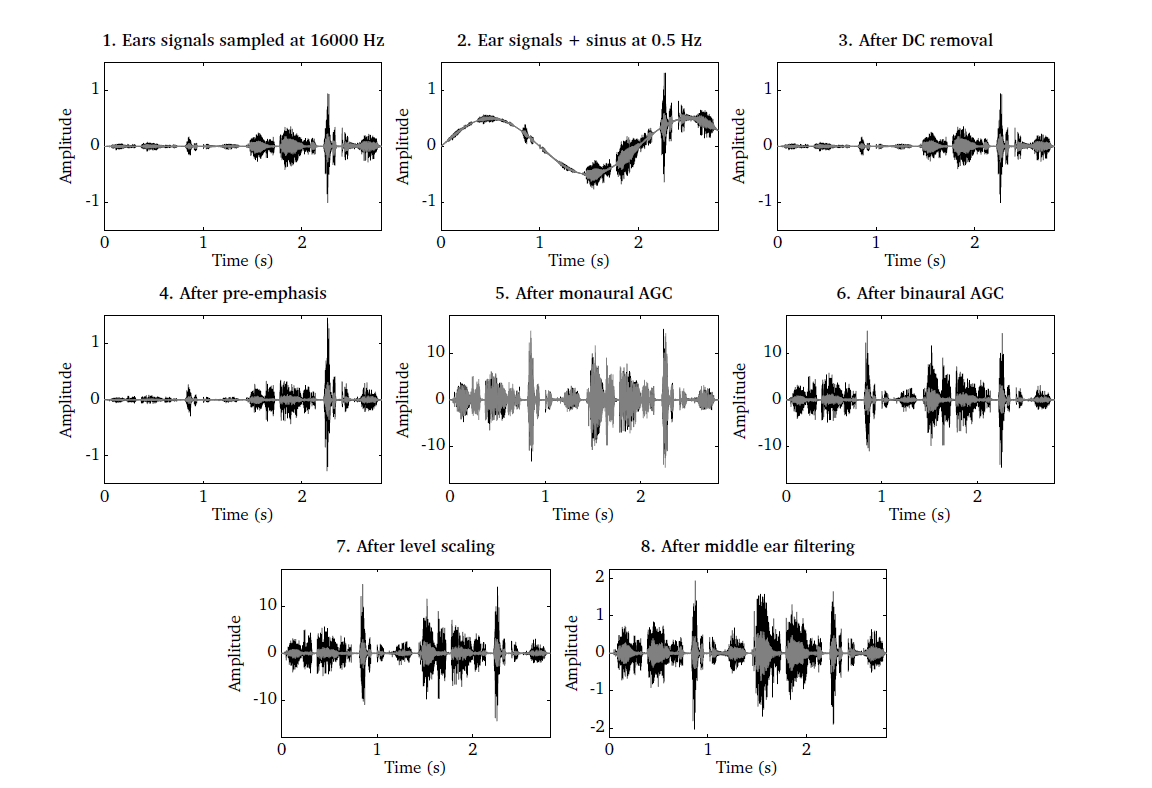 1. Ears signals sampled at 16000 Hz
2. Ear signals + sinus at 0.5 Hz
3. After DC removal
Amplitude
1
0
-1
0 1 2
Time (s)
Amplitude
1
0
-1
0 1 2
Time (s)
Amplitude
1
0
-1
0 1 2
Time (s)
4. After pre-emphasis
5. After monaural AGC
6. After binaural AGC
Amplitude
1
0
-1
0 1 2
Time (s)
Amplitude
10
0
-10
0 1 2
Time (s)
Amplitude
10
0
-10
0 1 2
Time (s)
7. After level scaling
8. After middle ear filtering
Amplitude
10
0
-10
0 1 2
Time (s)
Amplitude
2
1
0
-1
-2
0 1 2
Time (s)